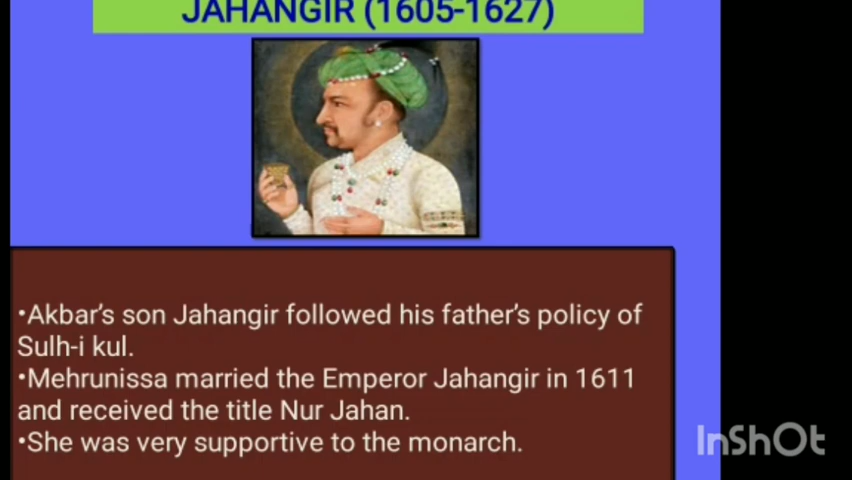 JAHANGIR (1605-1627)
•Akbar's son Jahangir followed his father's policy of
Sulh-i kul.
•Mehrunissa married the Emperor Jahangir in 1611
and received the title Nur Jahan.
•She was very supportive to the monarch.
InShOt